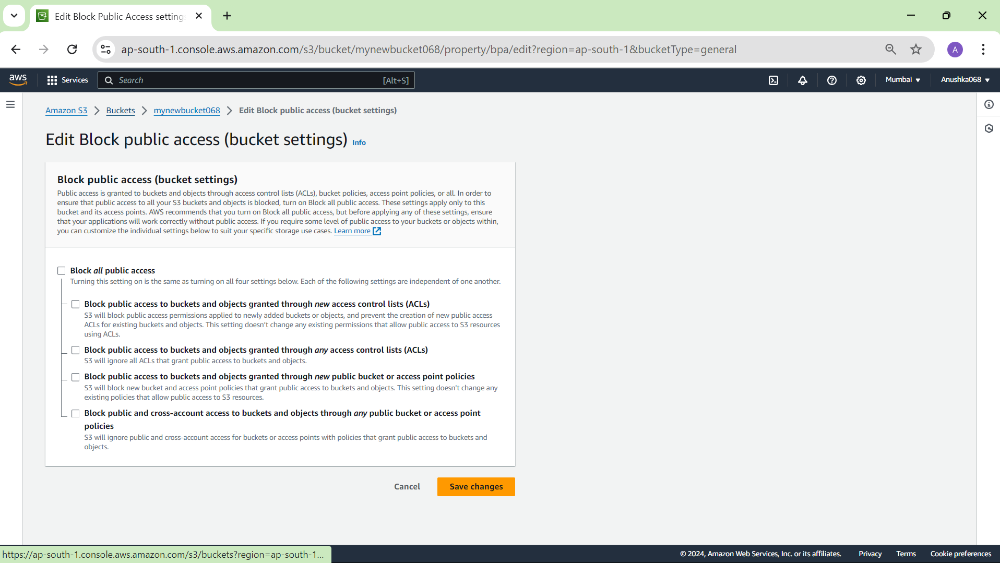 Edit Block Public Access setting
ap-south-1.console.aws.amazon.com/s3/bucket/mynewbucket068/property/bpa/edit?region=ap-south-1&bucketType=general
A
aws Services Search [Alt+S] Mumbai Anushka068
Amazon S3 > Buckets > mynewbucket068 > Edit Block public access (bucket settings)
Edit Block public access (bucket settings) Info
Block public access (bucket settings)
Public access is granted to buckets and objects through access control lists (ACLs), bucket policies, access point policies, or all. In order to
ensure that public access to all your S3 buckets and objects is blocked, turn on Block all public access. These settings apply only to this
bucket and its access points. AWS recommends that you turn on Block all public access, but before applying any of these settings, ensure
that your applications will work correctly without public access. If you require some level of public access to your buckets or objects within,
you can customize the individual settings below to suit your specific storage use cases. Learn more
Block all public access
Turning this setting on is the same as turning on all four settings below. Each of the following settings are independent of one another.
Block public access to buckets and objects granted through new access control lists (ACLs)
S3 will block public access permissions applied to newly added buckets or objects, and prevent the creation of new public access
ACLs for existing buckets and objects. This setting doesn’t change any existing permissions that allow public access to S3 resources
using ACLs.
Block public access to buckets and objects granted through any access control lists (ACLs)
S3 will ignore all ACLs that grant public access to buckets and objects.
Block public access to buckets and objects granted through new public bucket or access point policies
S3 will block new bucket and access point policies that grant public access to buckets and objects. This setting doesn't change any
existing policies that allow public access to S3 resources.
Block public and cross-account access to buckets and objects through any public bucket or access point
policies
S3 will ignore public and cross-account access for buckets or access points with policies that grant public access to buckets and
objects.
Cancel Save changes
https://ap-south-1.console.aws.amazon.com/s3/buckets?region=ap-south-1...
© 2024, Amazon Web Services, Inc. or its affiliates. Privacy Terms Cookie preferences